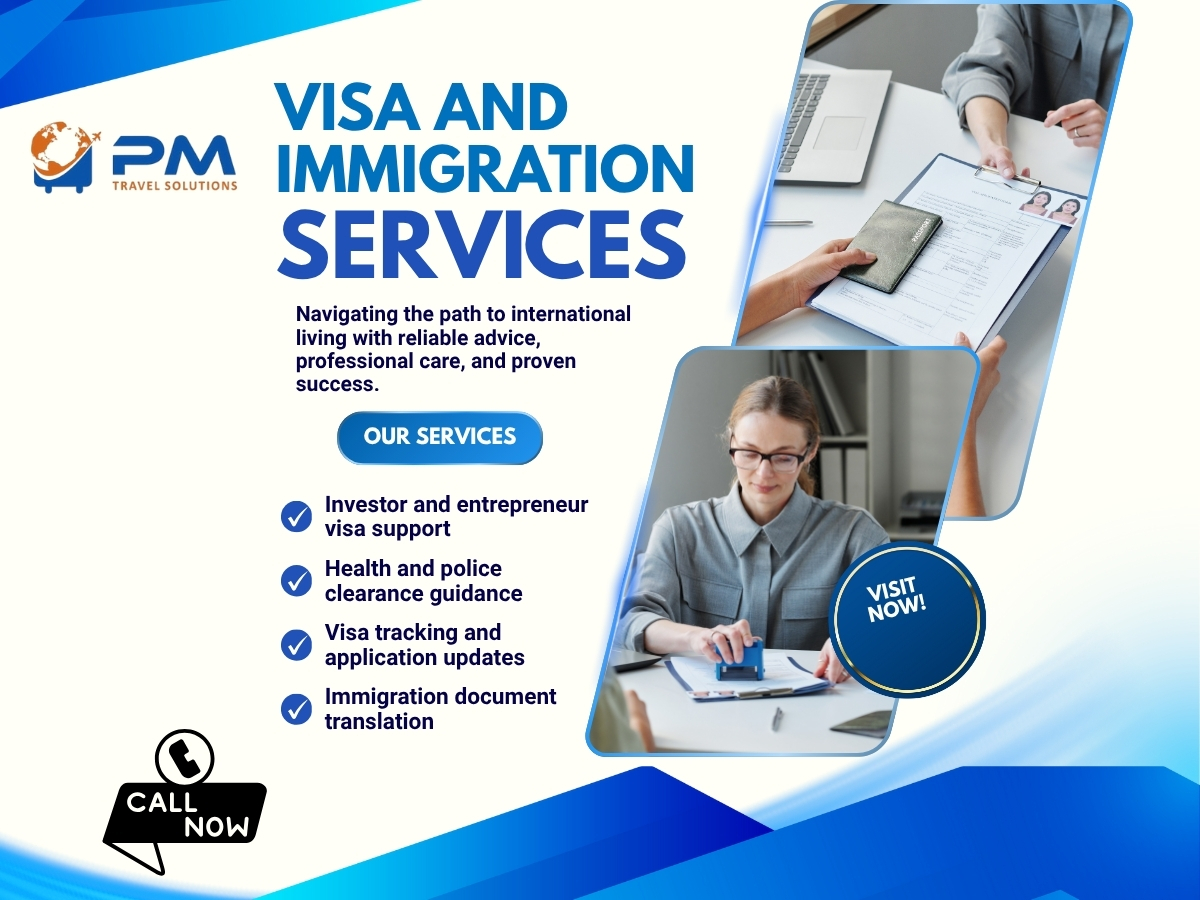 PM
TRAVEL SOLUTIONS
VISA AND
IMMIGRATION
SERVICES
Navigating the path to international
living with reliable advice,
professional care, and proven
success.
OUR SERVICES
Investor and entrepreneur
visa support
Health and police
clearance guidance
Visa tracking and
application updates
Immigration document
translation
CALL
NOW
PASSPORT
VISIT
NOW!